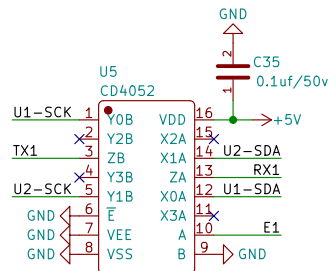 GND
2
C35
0.1uf/50v
1
U5
CD4052
U1-SCK 1 Y0B VDD 16 +5V
2 Y2B X2A 15
TX1 3 ZB X1A 14 U2-SDA
4 Y3B ZA 13 RX1
U2-SCK 5 Y1B X0A 12 U1-SDA
GND 6 E X3A 11
GND 7 VEE A 10 E1
GND 8 VSS B 9 GND